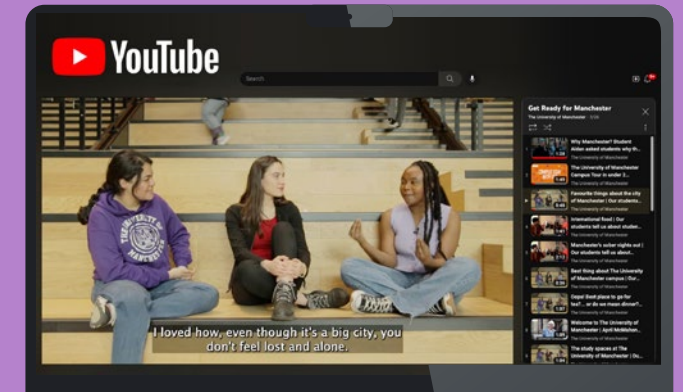 YouTube
Search
Get Ready for Manchester
The University of Manchester
Why Manchester? Student
Aidan asked students why th...
The University of Manchester
The University of Manchester
Campus Tour in under 2...
The University of Manchester
Favourite things about the city
of Manchester | Our students...
The University of Manchester
International food | Our
students tell us about studen...
The University of Manchester
Manchester's sober nights out |
Our students tell us about...
The University of Manchester
Best thing about The University
of Manchester campus | Our...
The University of Manchester
Best place to go for
tea?... or do we mean dinner?...
The University of Manchester
Welcome to The University of
Manchester | April McMahon...
The University of Manchester
The study spaces at The
University of Manchester | Ou...
The University of Manchester
THE UNIVERSITY OF
MANCHESTER
I loved how, even though it's a big city, you
don't feel lost and alone.